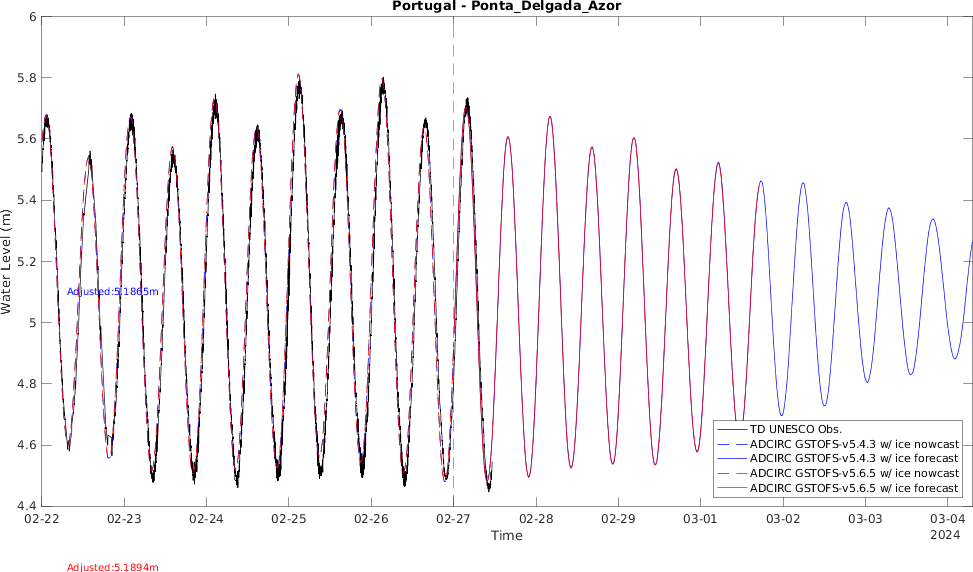 Portugal - Ponta_Delgada_Azor
6
5.8
5.6
5.4
5.2
5
4.8
4.6
4.4
Water Level (m)
Adjusted:5.1865m
TD UNESCO Obs.
ADCIRC GSTOFS-v5.4.3 w/ ice nowcast
ADCIRC GSTOFS-v5.4.3 w/ ice forecast
ADCIRC GSTOFS-v5.6.5 w/ ice nowcast
ADCIRC GSTOFS-v5.6.5 w/ ice forecast
02-22 02-23 02-24 02-25 02-26 02-27 02-28 02-29 03-01 03-02 03-03 03-04
Time
2024
Adjusted:5.1894m